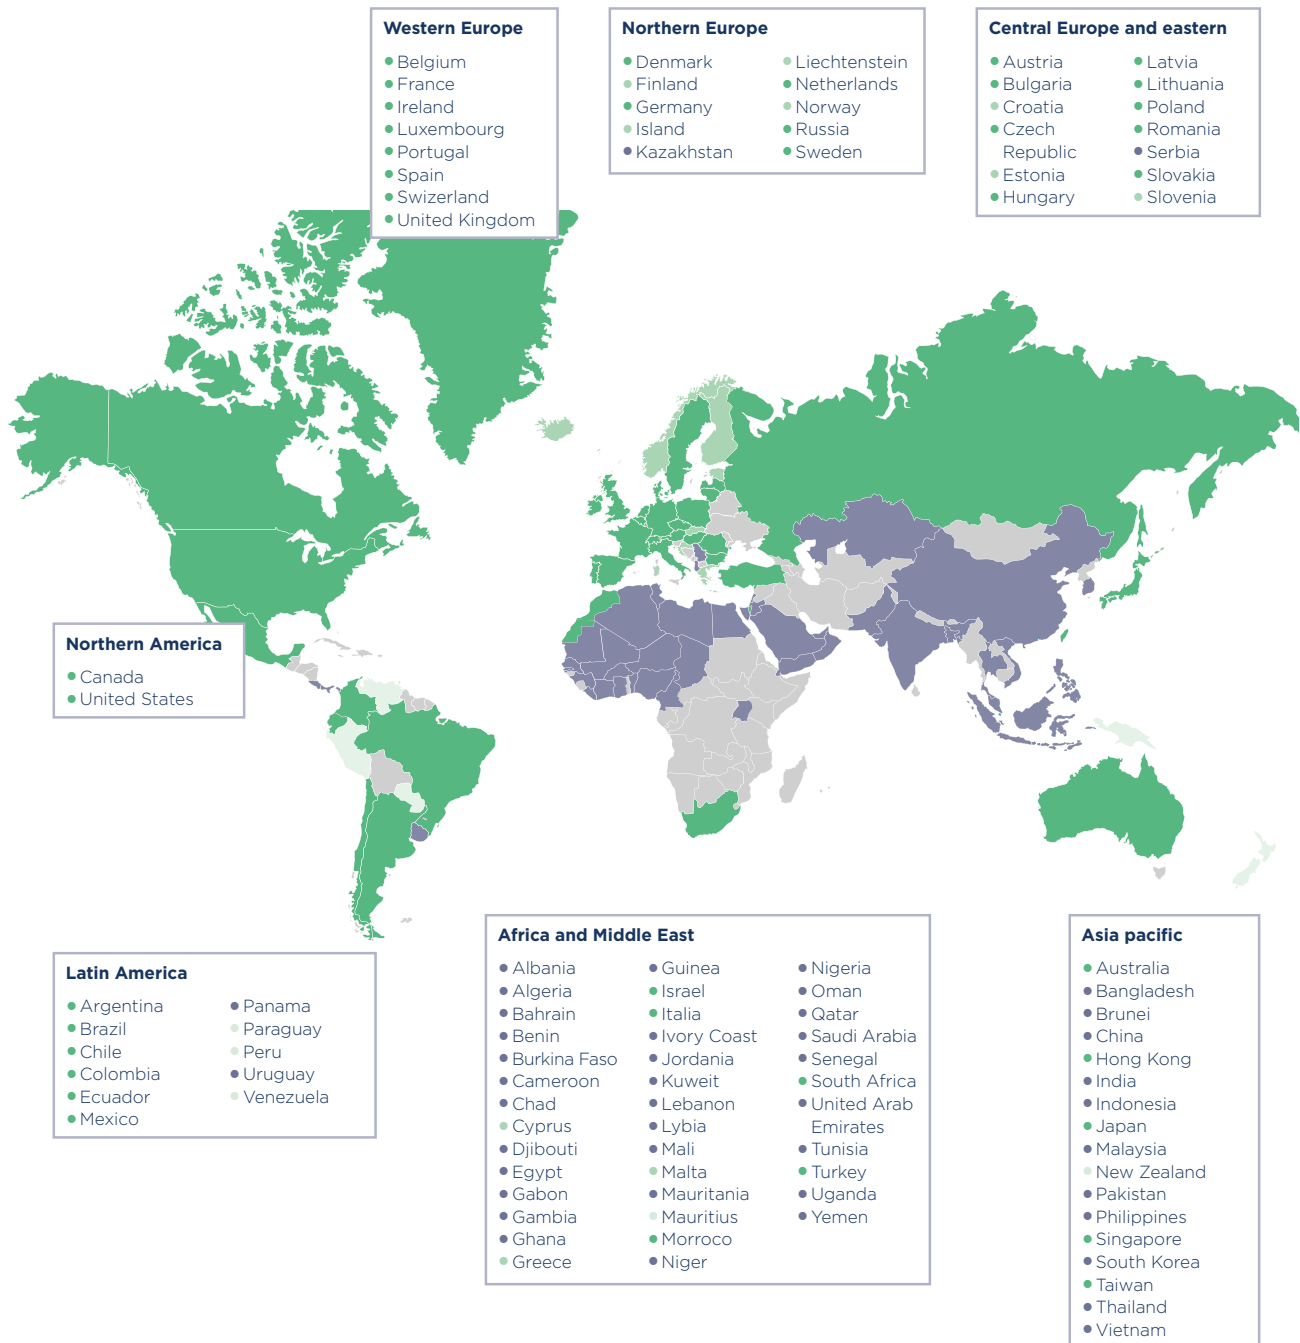 Western Europe
Belgium
France
Ireland
Luxembourg
Portugal
Spain
Swizerland
United Kingdom
Northern Europe
Denmark
Finland
Germany
Island
Kazakhstan
Liechtenstein
Netherlands
Norway
Russia
Sweden
Central Europe and eastern
Austria
Bulgaria
Croatia
Czech
Republic
Estonia
Hungary
Latvia
Lithuania
Poland
Romania
Serbia
Slovakia
Slovenia
Northern America
Canada
United States
Latin America
Argentina
Brazil
Chile
Colombia
Ecuador
Mexico
Panama
Paraguay
Peru
Uruguay
Venezuela
Africa and Middle East
Albania
Algeria
Bahrain
Benin
Burkina Faso
Cameroon
Chad
Cyprus
Djibouti
Egypt
Gabon
Gambia
Ghana
Greece
Guinea
Israel
Italia
Ivory Coast
Jordania
Kuweit
Lebanon
Lybia
Mali
Malta
Mauritania
Mauritius
Morroco
Niger
Nigeria
Oman
Qatar
Saudi Arabia
Senegal
South Africa
United Arab
Emirates
Tunisia
Turkey
Uganda
Yemen
Asia pacific
Australia
Bangladesh
Brunei
China
Hong Kong
India
Indonesia
Japan
Malaysia
New Zealand
Pakistan
Philippines
Singapore
South Korea
Taiwan
Thailand
Vietnam